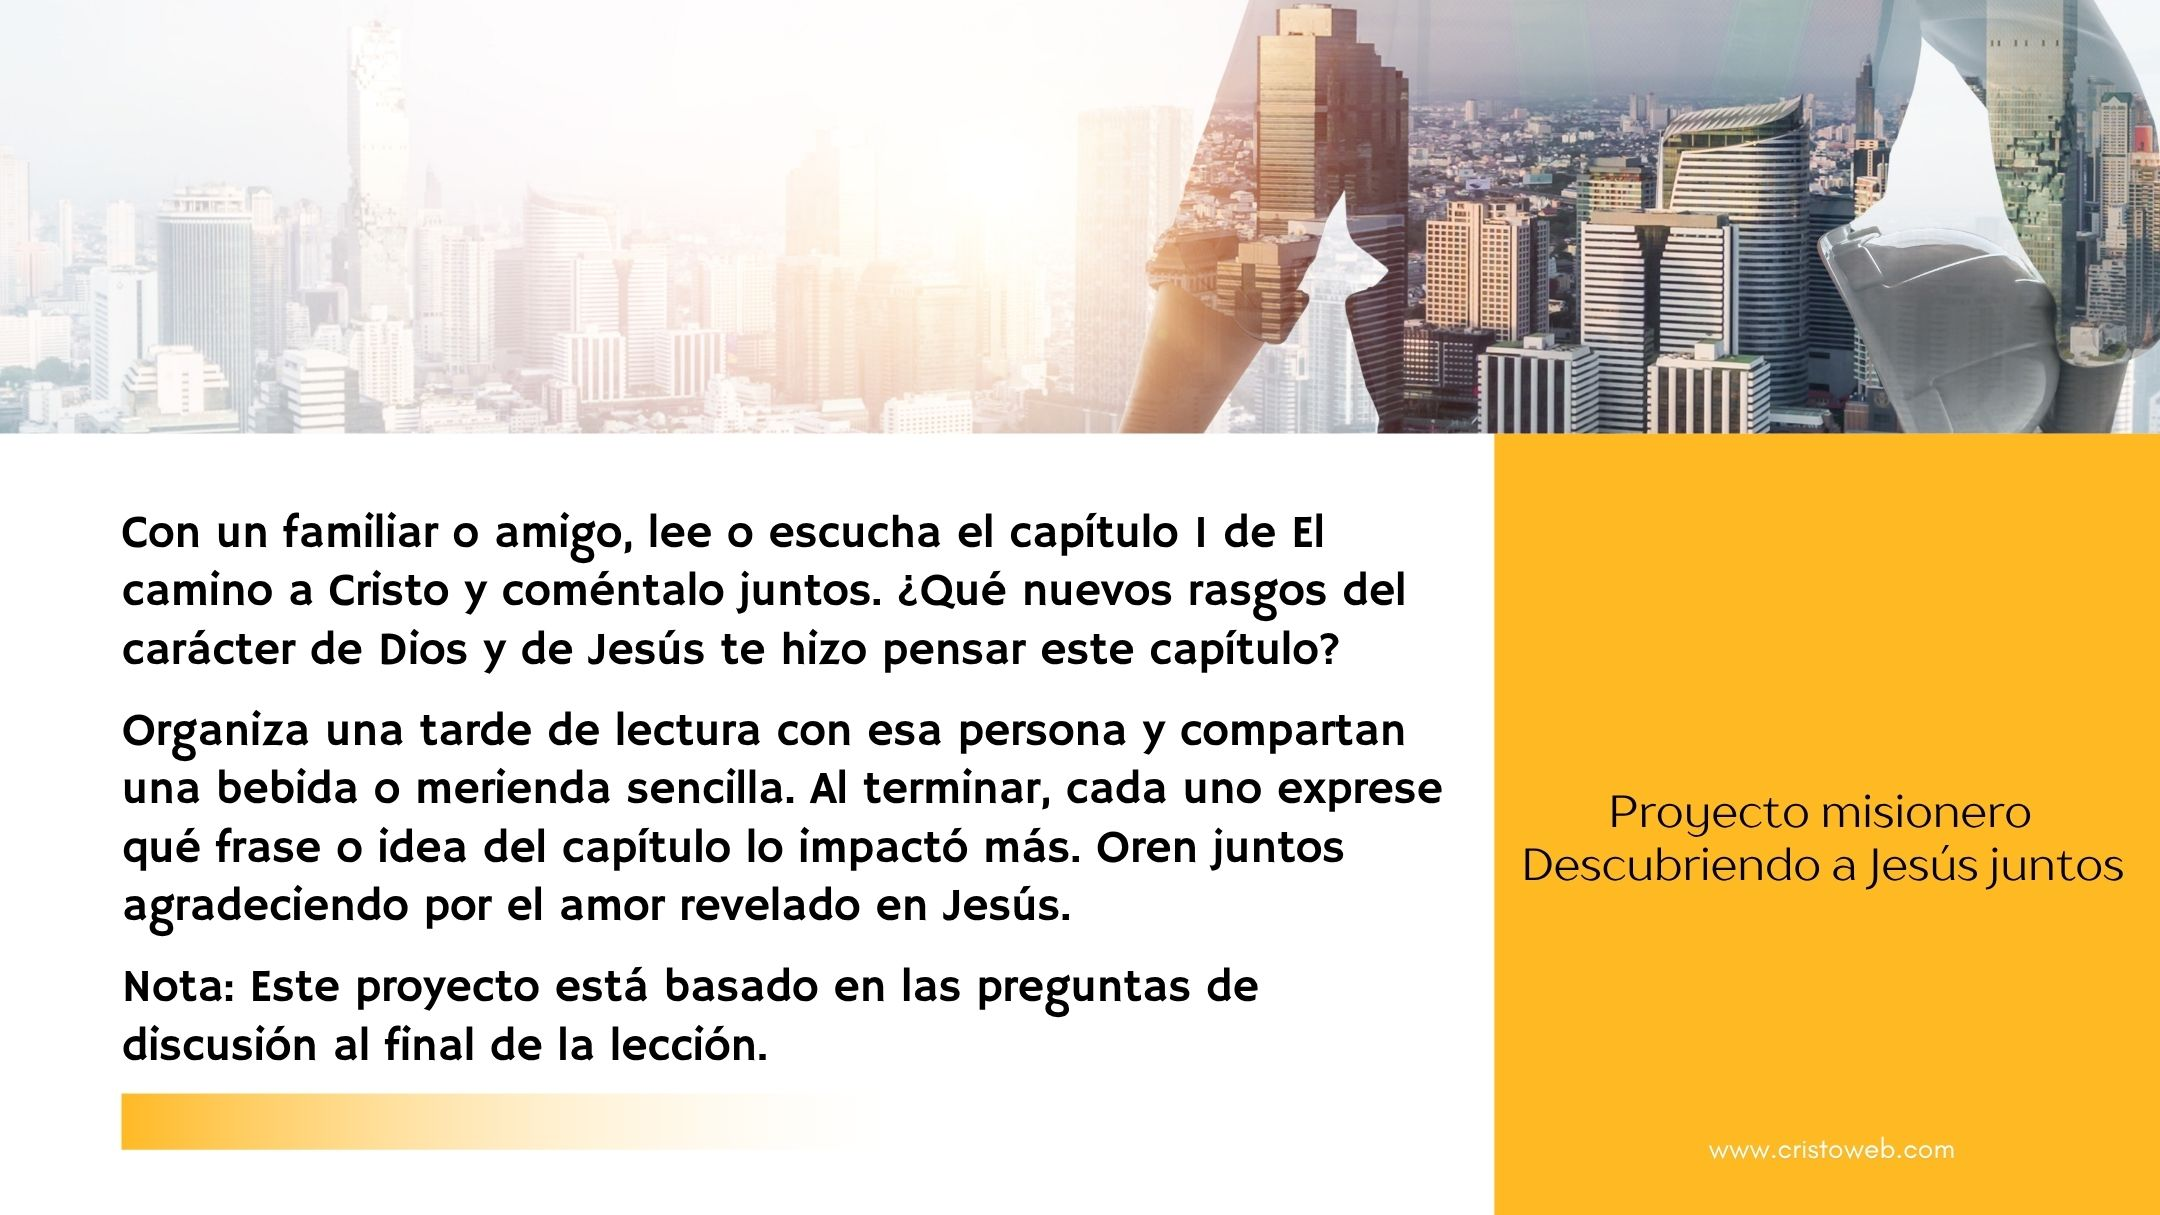 Con un familiar o amigo, lee o escucha el capítulo 1 de El
camino a Cristo y coméntalo juntos. ¿Qué nuevos rasgos del
carácter de Dios y de Jesús te hizo pensar este capítulo?
Organiza una tarde de lectura con esa persona y compartan
una bebida o merienda sencilla. Al terminar, cada uno exprese
qué frase o idea del capítulo lo impactó más. Oren juntos
agradeciendo por el amor revelado en Jesús.
Nota: Este proyecto está basado en las preguntas de
discusión al final de la lección.
Proyecto misionero
Descubriendo a Jesús juntos
www.cristoweb.com